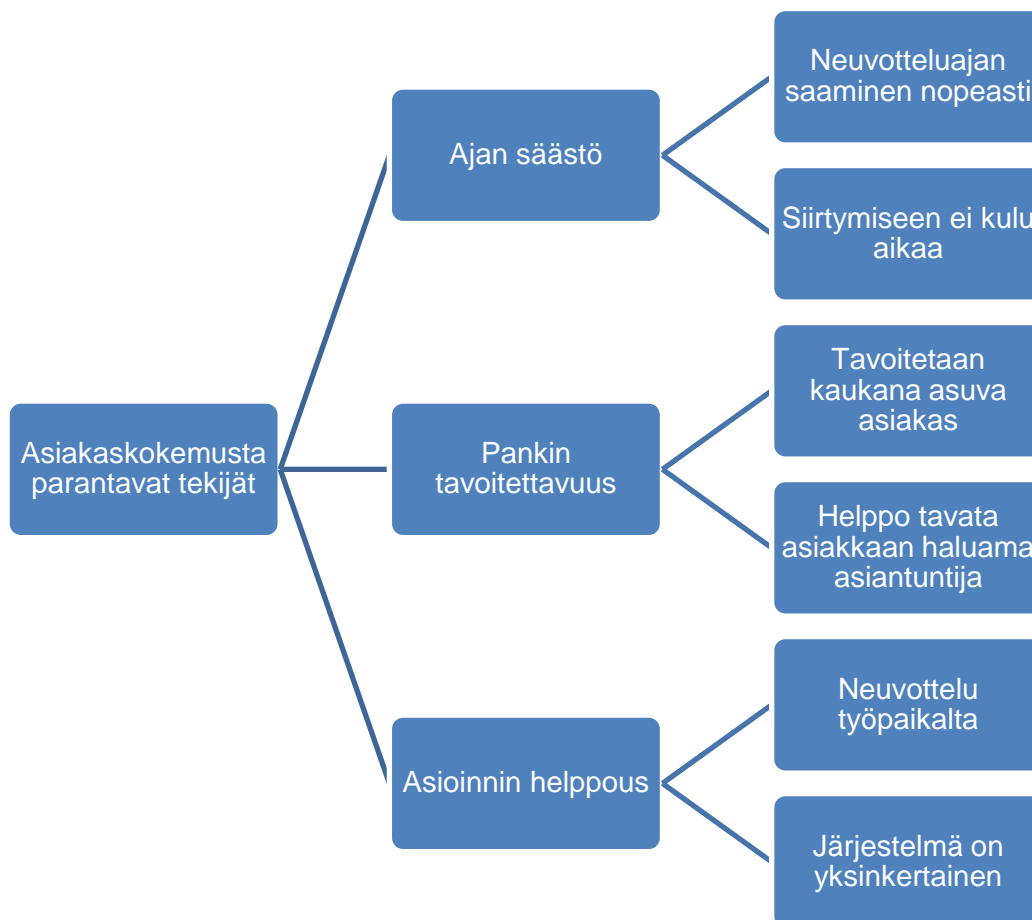 Asiakaskokemusta
parantavat tekijät
Ajan säästö
Neuvotteluajan
saaminen nopeasti
Siirtymiseen ei kulu
aikaa
Pankin
tavoitettavuus
Tavoitetaan
kaukana asuva
asiakas
Helppo tavata
asiakkaan haluama
asiantuntija
Asioinnin helppous
Neuvottelu
työpaikalta
Järjestelmä on
yksinkertainen